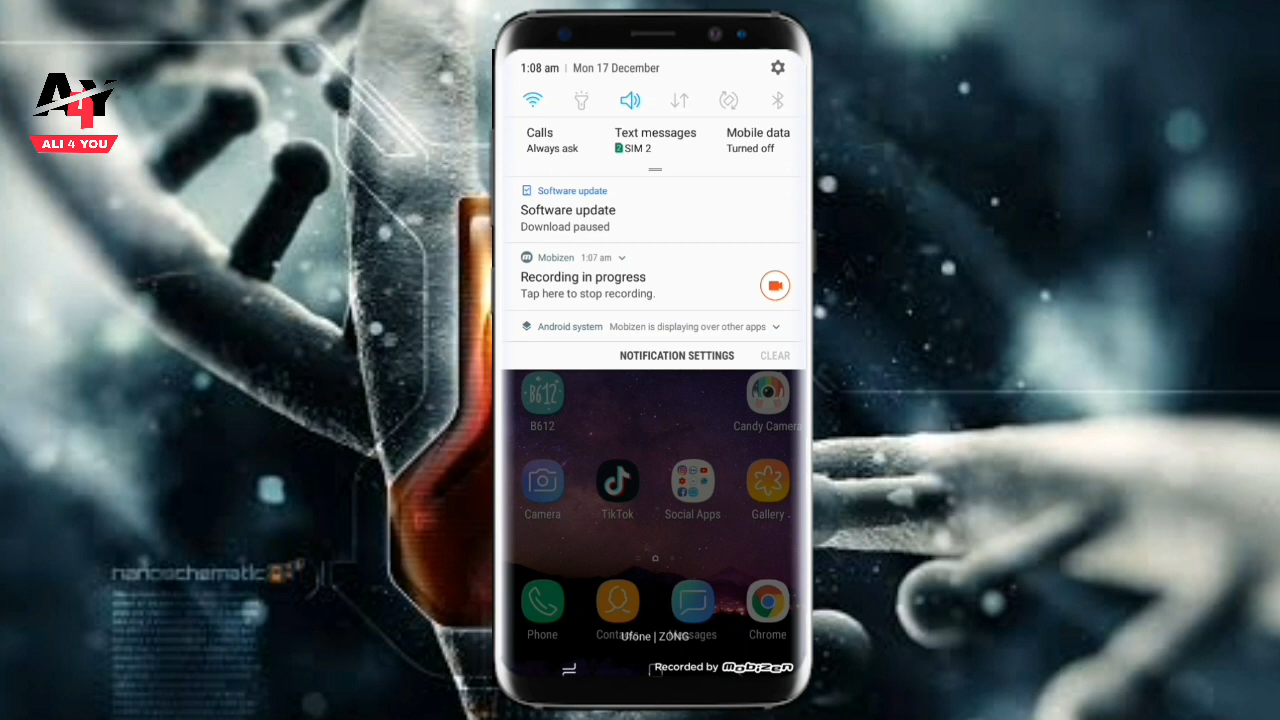 A4Y
ALI 4 YOU
1:08 am | Mon 17 December
Calls
Always ask
Text messages
2 SIM 2
Mobile data
Turned off
Software update
Software update
Download paused
Mobizen 1:07 am
Recording in progress
Tap here to stop recording.
Android system Mobizen is displaying over other apps
NOTIFICATION SETTINGS CLEAR
B612
B612 Candy Camera
Camera TikTok Social Apps Gallery
Phone Messages Chrome
Ufone | ZONG
Recorded by mobizen
nanoschematic